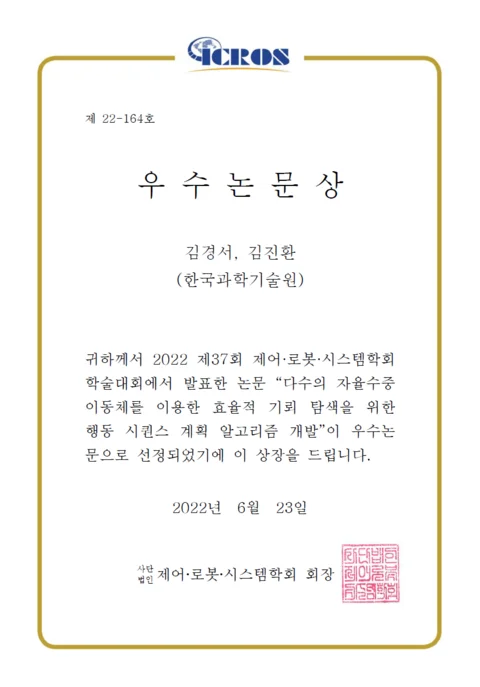 ICROS
제 22-164호
우 수 논 문 상
김경서, 김진환
(한국과학기술원)
귀하께서 2022 제37회 제어·로봇·시스템학회
학술대회에서 발표한 논문 “다수의 자율수중
이동체를 이용한 효율적 기뢰 탐색을 위한
행동 시퀀스 계획 알고리즘 개발”이 우수논
문으로 선정되었기에 이 상장을 드립니다.
2022년 6월 23일
사단법인 제어·로봇·시스템학회 회장